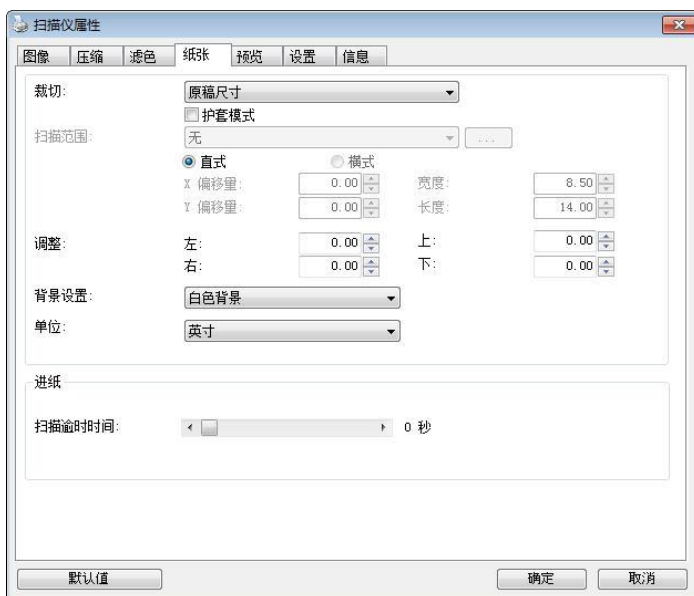 扫描仪属性
图像 压缩 滤色 纸张 预览 设置 信息
裁切: 原稿尺寸
护套模式
扫描范围: 无 ...
直式 横式
X 偏移量: 0.00 宽度: 8.50
Y 偏移量: 0.00 长度: 14.00
调整: 左: 0.00 上: 0.00
右: 0.00 下: 0.00
背景设置: 白色背景
单位: 英寸
进纸
扫描逾时时间: 0 秒
默认值 确定 取消